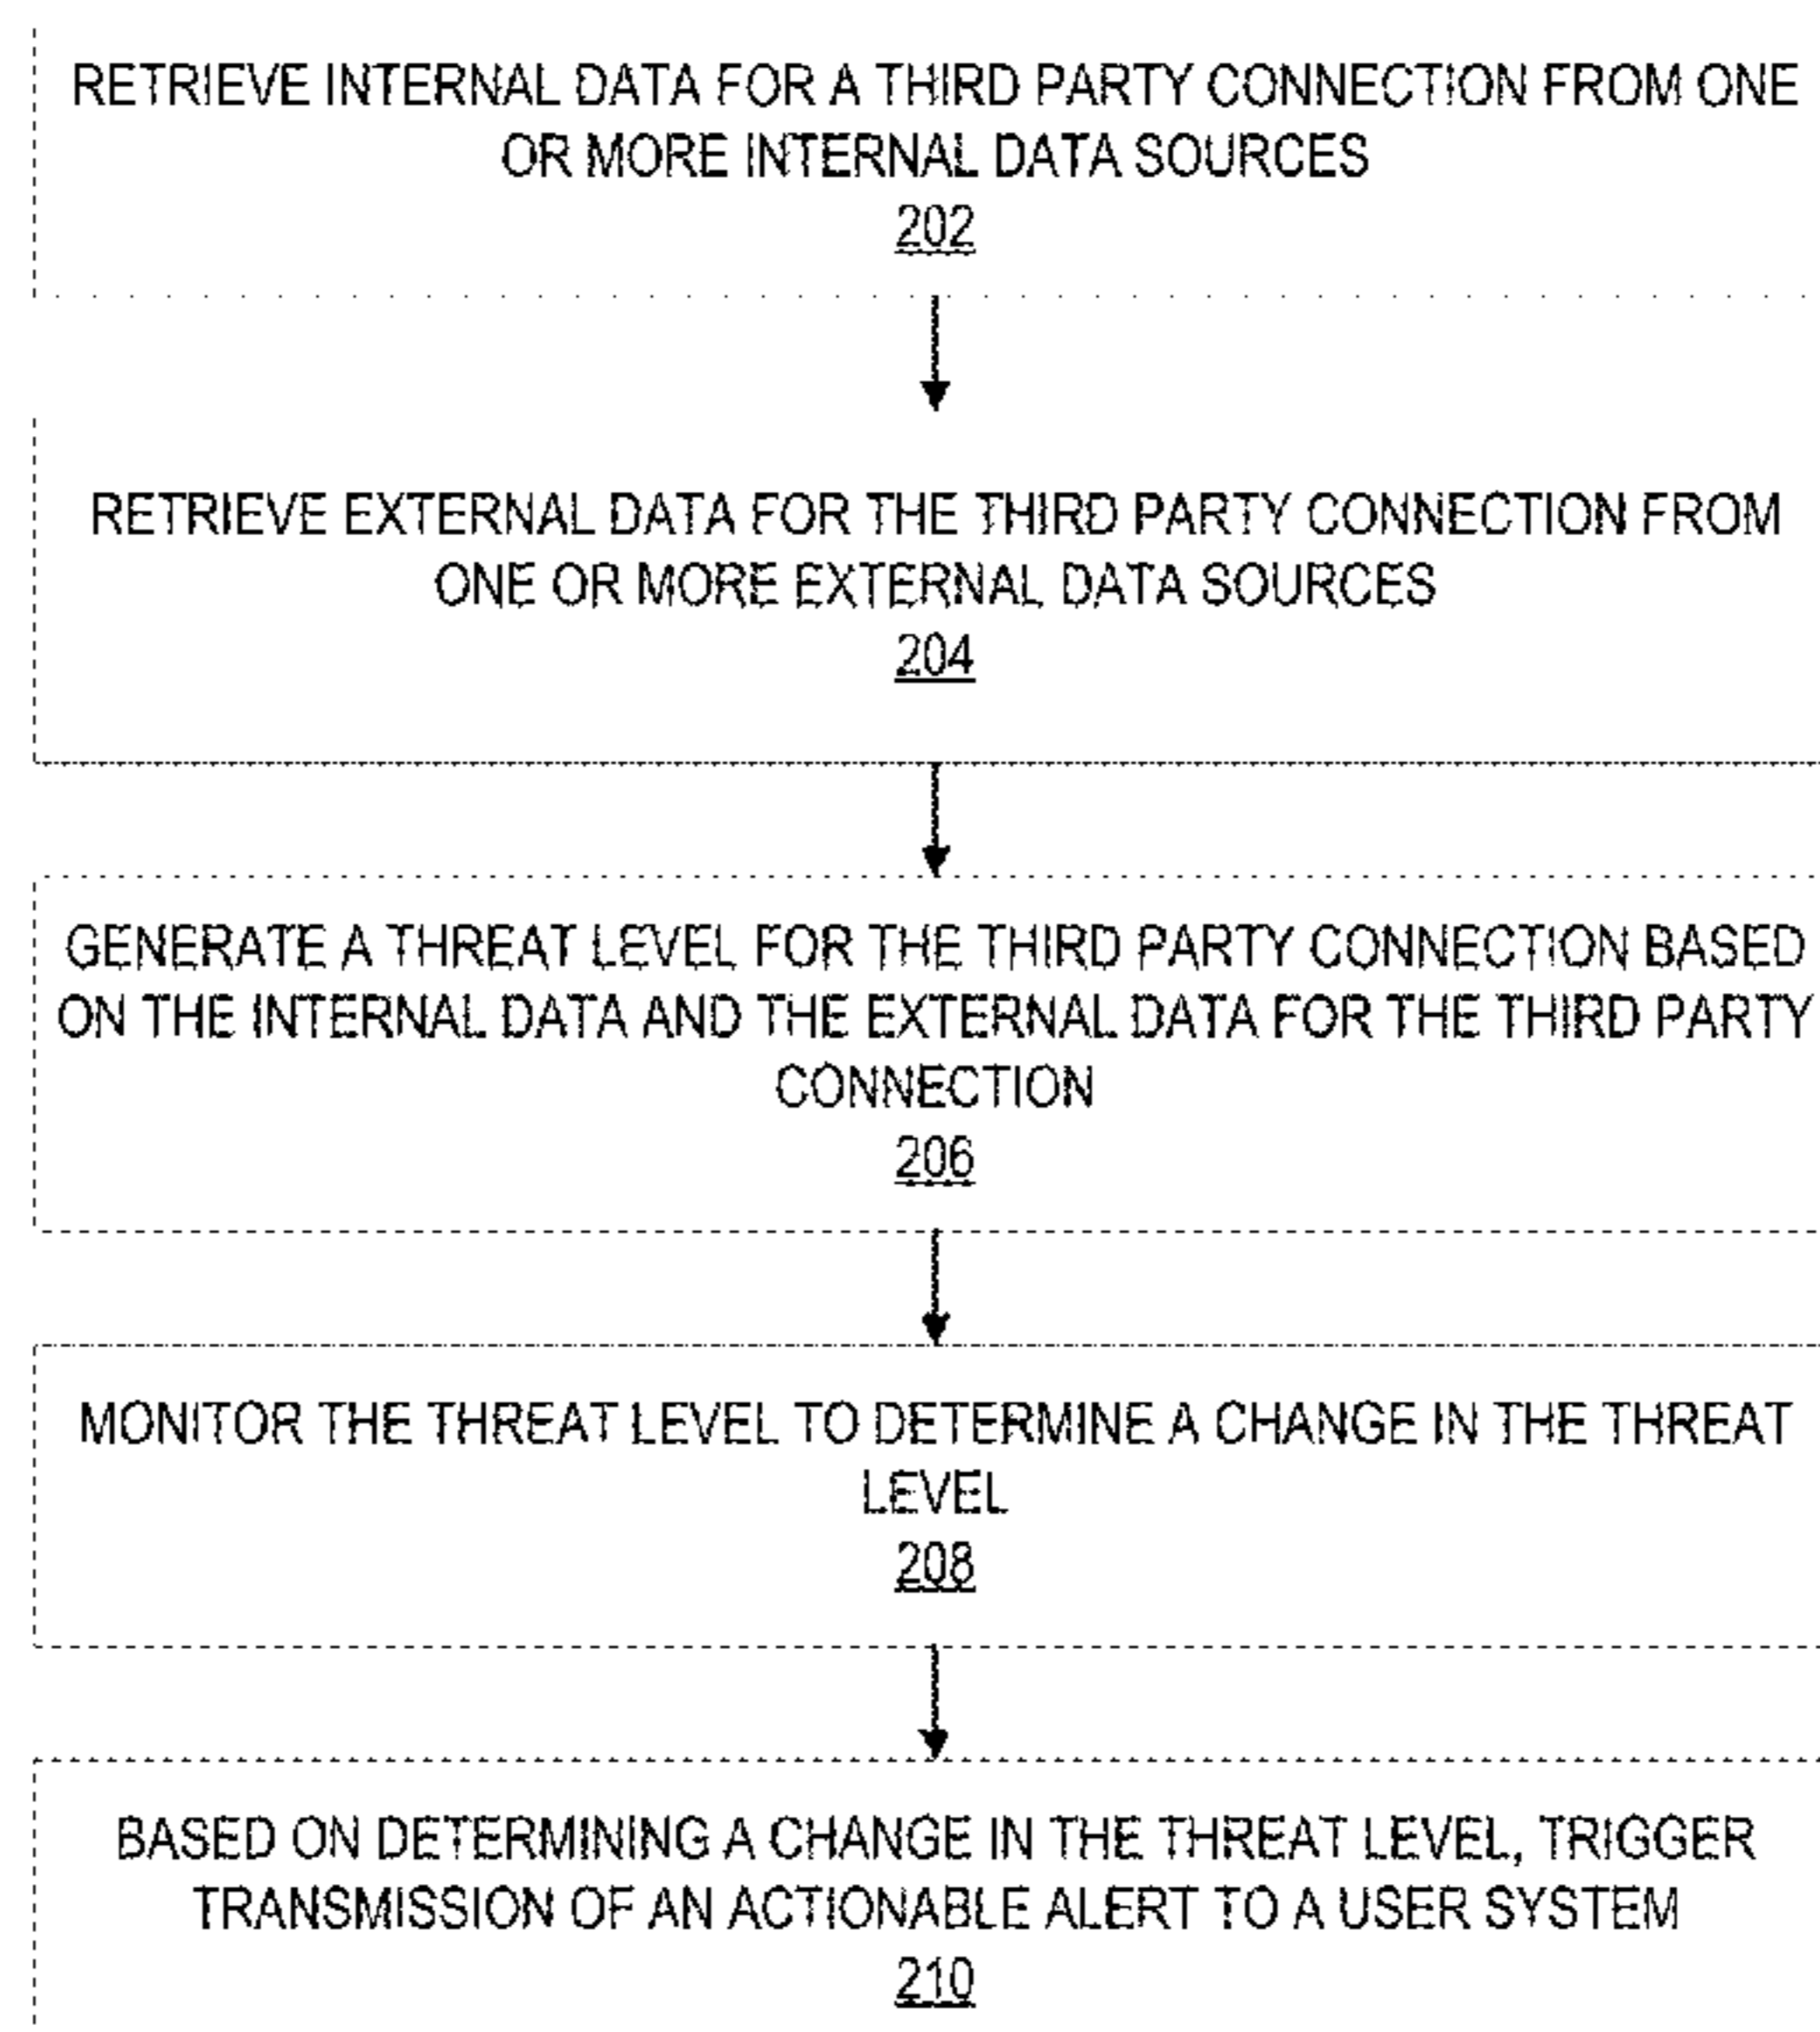 RETRIEVE INTERNAL DATA FOR A THIRD PARTY CONNECTION FROM ONE
OR MORE INTERNAL DATA SOURCES
202
RETRIEVE EXTERNAL DATA FOR THE THIRD PARTY CONNECTION FROM
ONE OR MORE EXTERNAL DATA SOURCES
204
GENERATE A THREAT LEVEL FOR THE THIRD PARTY CONNECTION BASED
ON THE INTERNAL DATA AND THE EXTERNAL DATA FOR THE THIRD PARTY
CONNECTION
206
MONITOR THE THREAT LEVEL TO DETERMINE A CHANGE IN THE THREAT
LEVEL
208
BASED ON DETERMINING A CHANGE IN THE THREAT LEVEL, TRIGGER
TRANSMISSION OF AN ACTIONABLE ALERT TO A USER SYSTEM
210